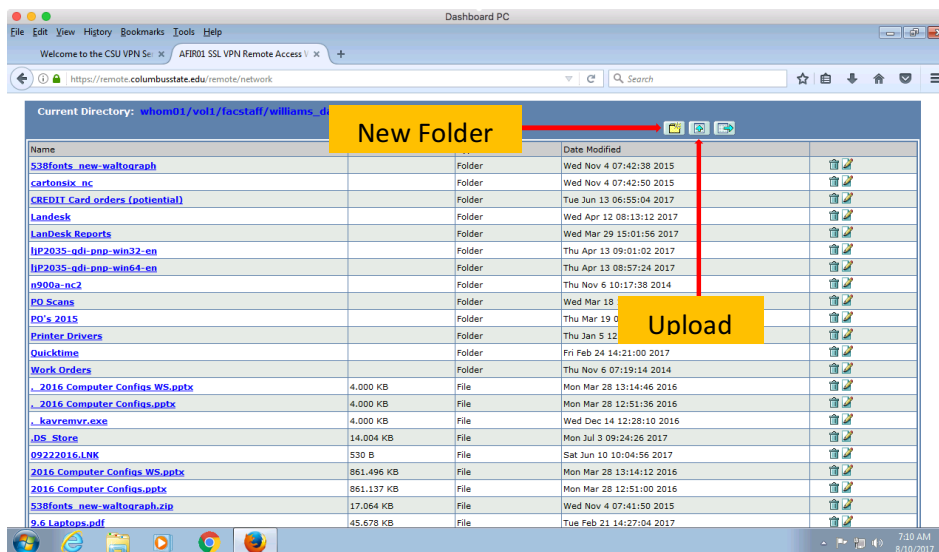 Dashboard PC
File Edit View History Bookmarks Tools Help
Welcome to the CSU VPN Se AFIR01 SSL VPN Remote Access
https://remote.columbusstate.edu/remote/network Search
Current Directory: whom01/vol1/facstaff/williams_da
New Folder
Name Date Modified
538fonts_new-waltograph Folder Wed Nov 4 07:42:38 2015
cartonsix_nc Folder Wed Nov 4 07:42:50 2015
CREDIT Card orders (potiential) Folder Tue Jun 13 06:55:04 2017
Landesk Folder Wed Apr 12 08:13:12 2017
LanDesk Reports Folder Wed Mar 29 15:01:56 2017
ljP2035-gdi-pnp-win32-en Folder Thu Apr 13 09:01:02 2017
ljP2035-gdi-pnp-win64-en Folder Thu Apr 13 08:57:24 2017
n900a-nc2 Folder Thu Nov 6 10:17:38 2014
PO Scans Folder Wed Mar 18
PO's 2015 Folder Thu Mar 19 0
Upload
Printer Drivers Folder Thu Jan 5 12
Quicktime Folder Fri Feb 24 14:21:00 2017
Work Orders Folder Thu Nov 6 07:19:14 2014
._2016 Computer Configs WS.pptx 4.000 KB File Mon Mar 28 13:14:46 2016
._2016 Computer Configs.pptx 4.000 KB File Mon Mar 28 12:51:36 2016
._kavremvr.exe 4.000 KB File Wed Dec 14 12:28:10 2016
.DS_Store 14.004 KB File Mon Jul 3 09:24:26 2017
09222016.LNK 530 B File Sat Jun 10 10:04:56 2017
2016 Computer Configs WS.pptx 861.496 KB File Mon Mar 28 13:14:12 2016
2016 Computer Configs.pptx 861.137 KB File Mon Mar 28 12:51:00 2016
538fonts_new-waltograph.zip 17.064 KB File Wed Nov 4 07:41:50 2015
9.6 Laptops.pdf 45.678 KB File Tue Feb 21 14:27:04 2017
7:10 AM
8/10/2017